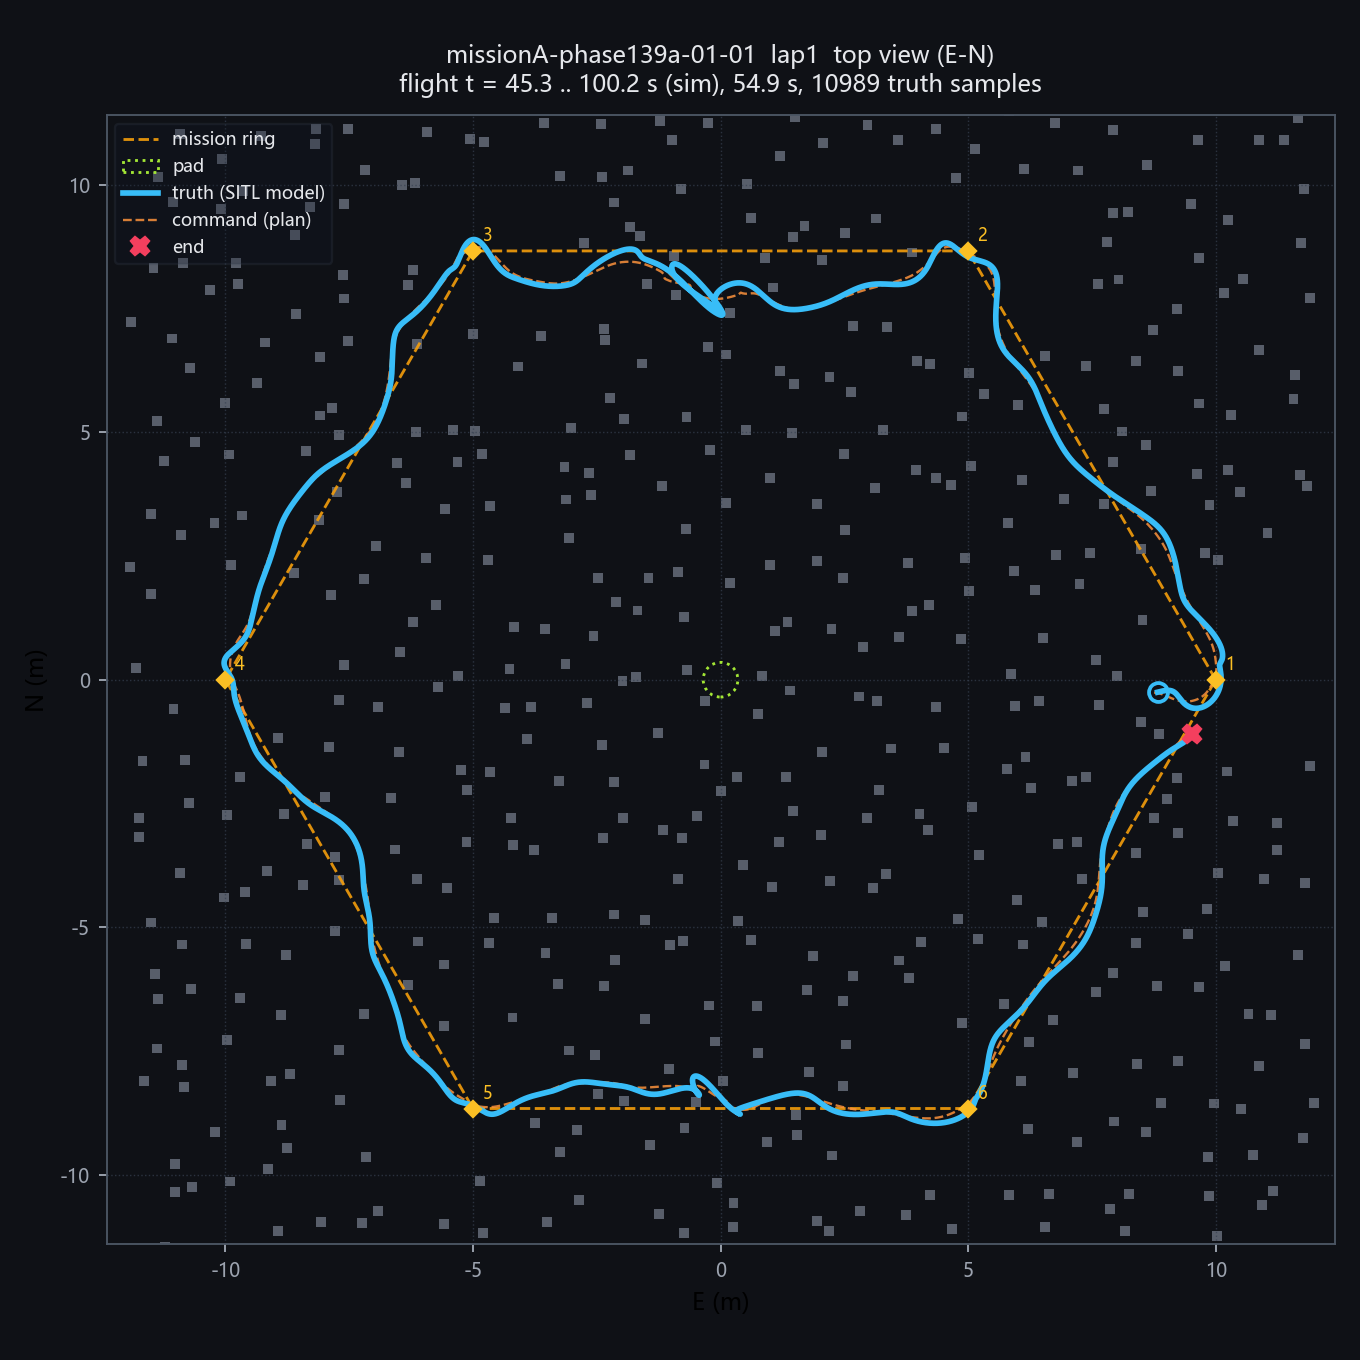 missionA-phase139a-01-01 lap1 top view (E-N)
flight t = 45.3 .. 100.2 s (sim), 54.9 s, 10989 truth samples
mission ring
pad
truth (SITL model)
command (plan)
end
3
2
4
1
5
6
10
5
0
-5
-10
N (m)
-10
-5
0
5
10
E (m)